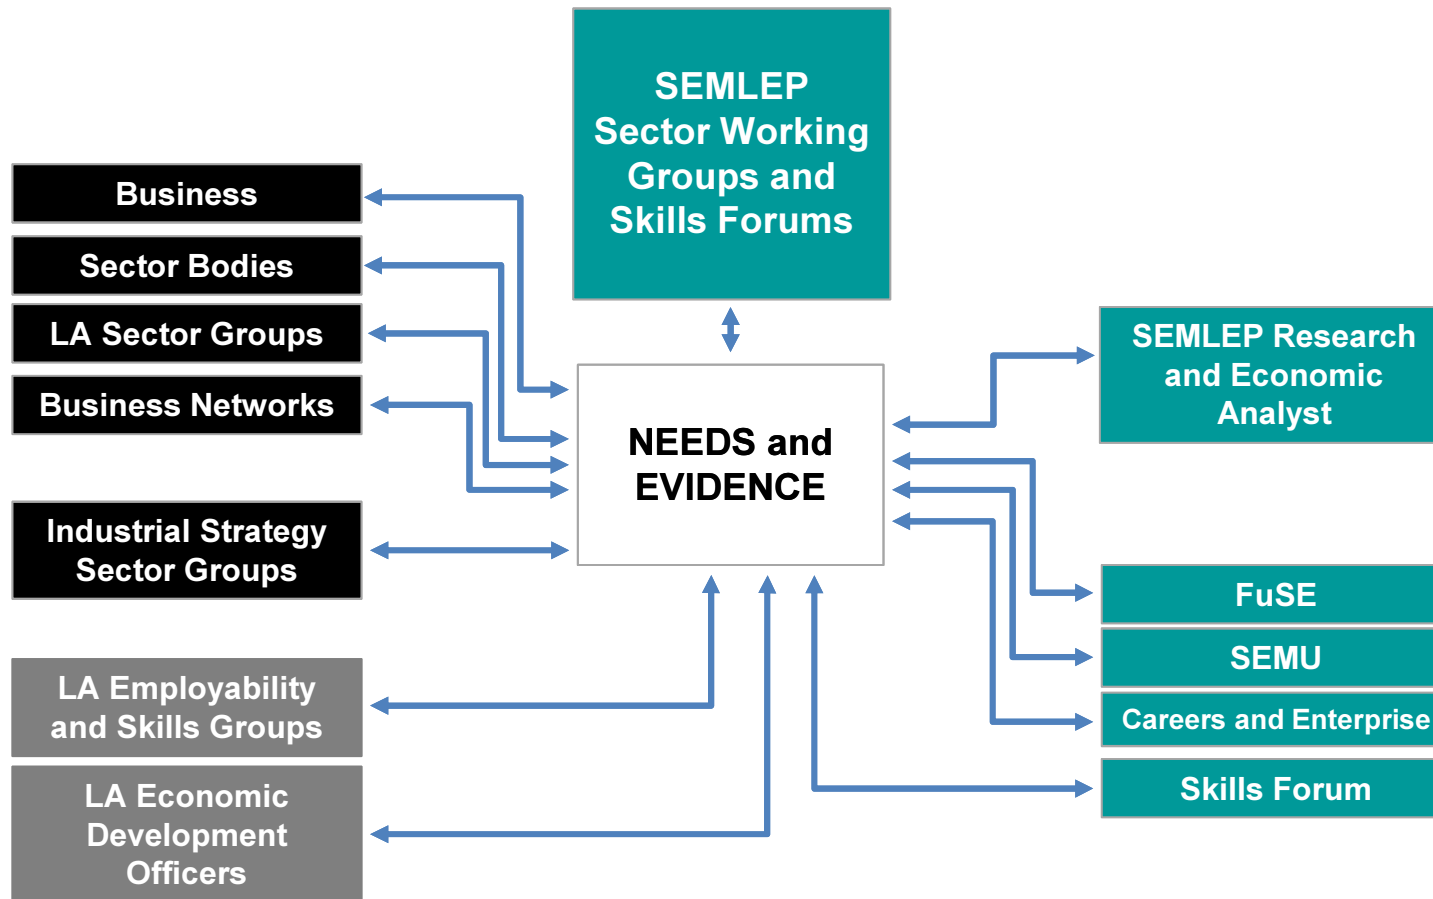 SEMLEP
Sector Working
Groups and
Skills Forums
Business
Sector Bodies
LA Sector Groups
Business Networks
Industrial Strategy
Sector Groups
LA Employability
and Skills Groups
LA Economic
Development
Officers
NEEDS and
EVIDENCE
SEMLEP Research
and Economic
Analyst
FuSE
SEMU
Careers and Enterprise
Skills Forum